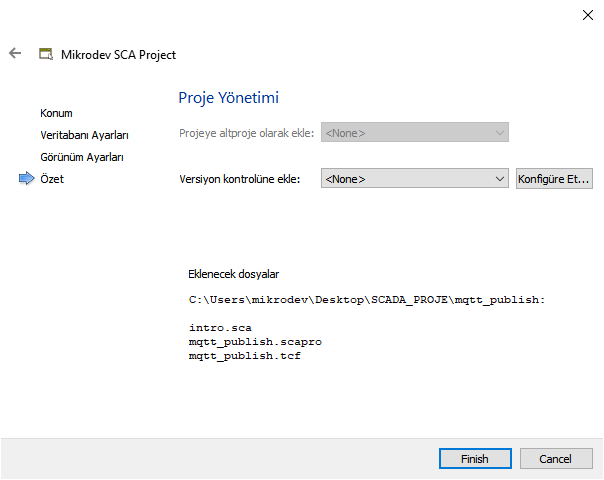 Mikrodev SCA Project
Konum
Veritabanı Ayarları
Görünüm Ayarları
Özet
Proje Yönetimi
Projeye altproje olarak ekle: <None>
Versiyon kontrolüne ekle: <None> Konfigüre Et...
Eklenecek dosyalar
C:\Users\mikrodev\Desktop\SCADA_PROJE\mqtt_publish:
intro.sca
mqtt_publish.scapro
mqtt_publish.tcf
Finish Cancel